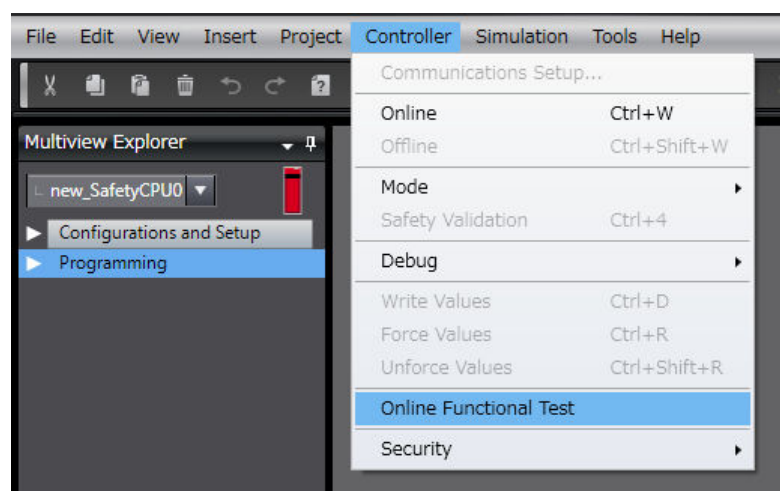 File Edit View Insert Project Controller Simulation Tools Help
Communications Setup...
Online Ctrl+W
Multiview Explorer
Offline Ctrl+Shift+W
new_SafetyCPU0
Mode
Safety Validation Ctrl+4
Configurations and Setup
Programming
Debug
Write Values Ctrl+D
Force Values Ctrl+R
Unforce Values Ctrl+Shift+R
Online Functional Test
Security